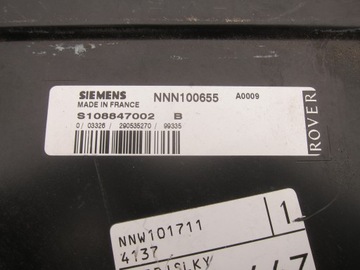 SIEMENS NNN100655 A0009
MADE IN FRANCE
S108847002 B
0 / 03326 / 290535270 / 99335
ROVER
NNW101711 1
4137